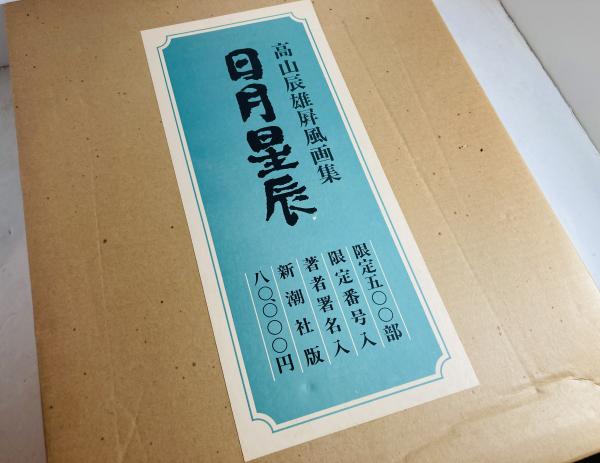 高山辰雄屏風画集
日月星辰
限定五〇〇部
限定番号入
著者署名入
新潮社版
八〇、〇〇〇円